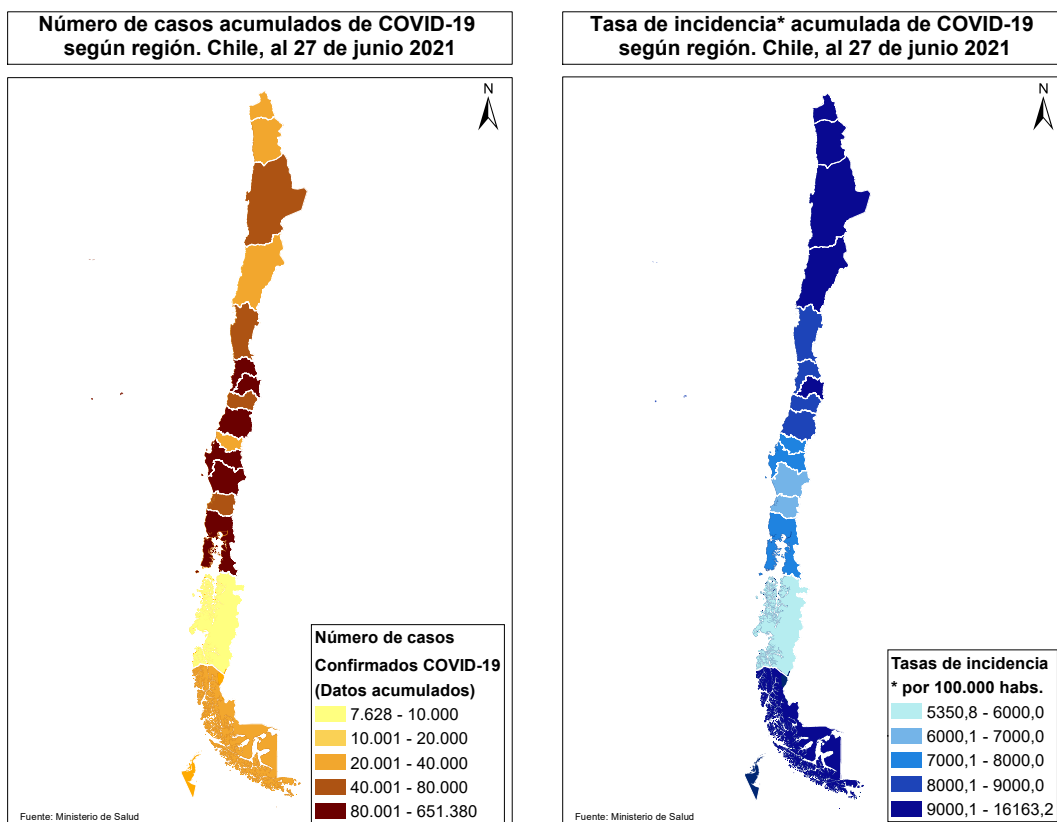 Número de casos acumulados de COVID-19
según región. Chile, al 27 de junio 2021
N
Número de casos
Confirmados COVID-19
(Datos acumulados)
7.628 - 10.000
10.001 - 20.000
20.001 - 40.000
40.001 - 80.000
80.001 - 651.380
Fuente: Ministerio de Salud
Tasa de incidencia* acumulada de COVID-19
según región. Chile, al 27 de junio 2021
N
Tasas de incidencia
* por 100.000 habs.
5350,8 - 6000,0
6000,1 - 7000,0
7000,1 - 8000,0
8000,1 - 9000,0
9000,1 - 16163,2
Fuente: Ministerio de Salud